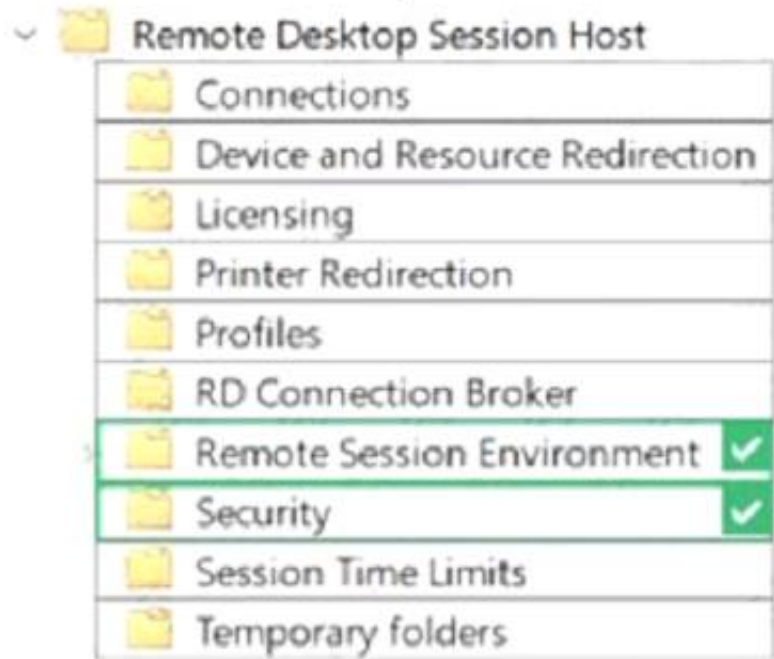 Remote Desktop Session Host
Connections
Device and Resource Redirection
Licensing
Printer Redirection
Profiles
RD Connection Broker
Remote Session Environment
Security
Session Time Limits
Temporary folders